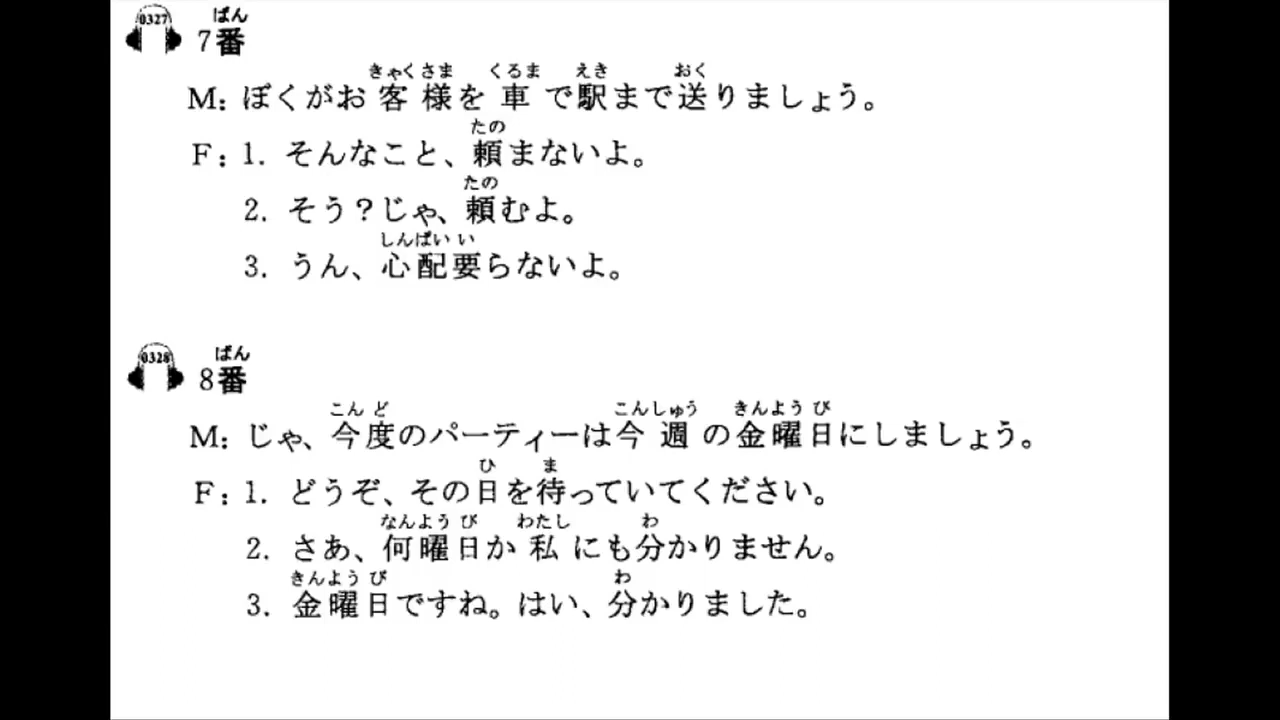 0327 7番
ばん
M: ぼくがお客様を車で駅まで送りましょう。
きゃくさま くるま えき おく
F: 1. そんなこと、頼まないよ。
たの
2. そう？じゃ、頼むよ。
たの
3. うん、心配要らないよ。
しんぱい い
0328 8番
ばん
M: じゃ、今度のパーティーは今週の金曜日にしましょう。
こんど こんしゅう きんようび
F: 1. どうぞ、その日を待っていてください。
ひ ま
2. さあ、何曜日か私にも分かりません。
なんようび わたし わ
3. 金曜日ですね。はい、分かりました。
きんようび わ